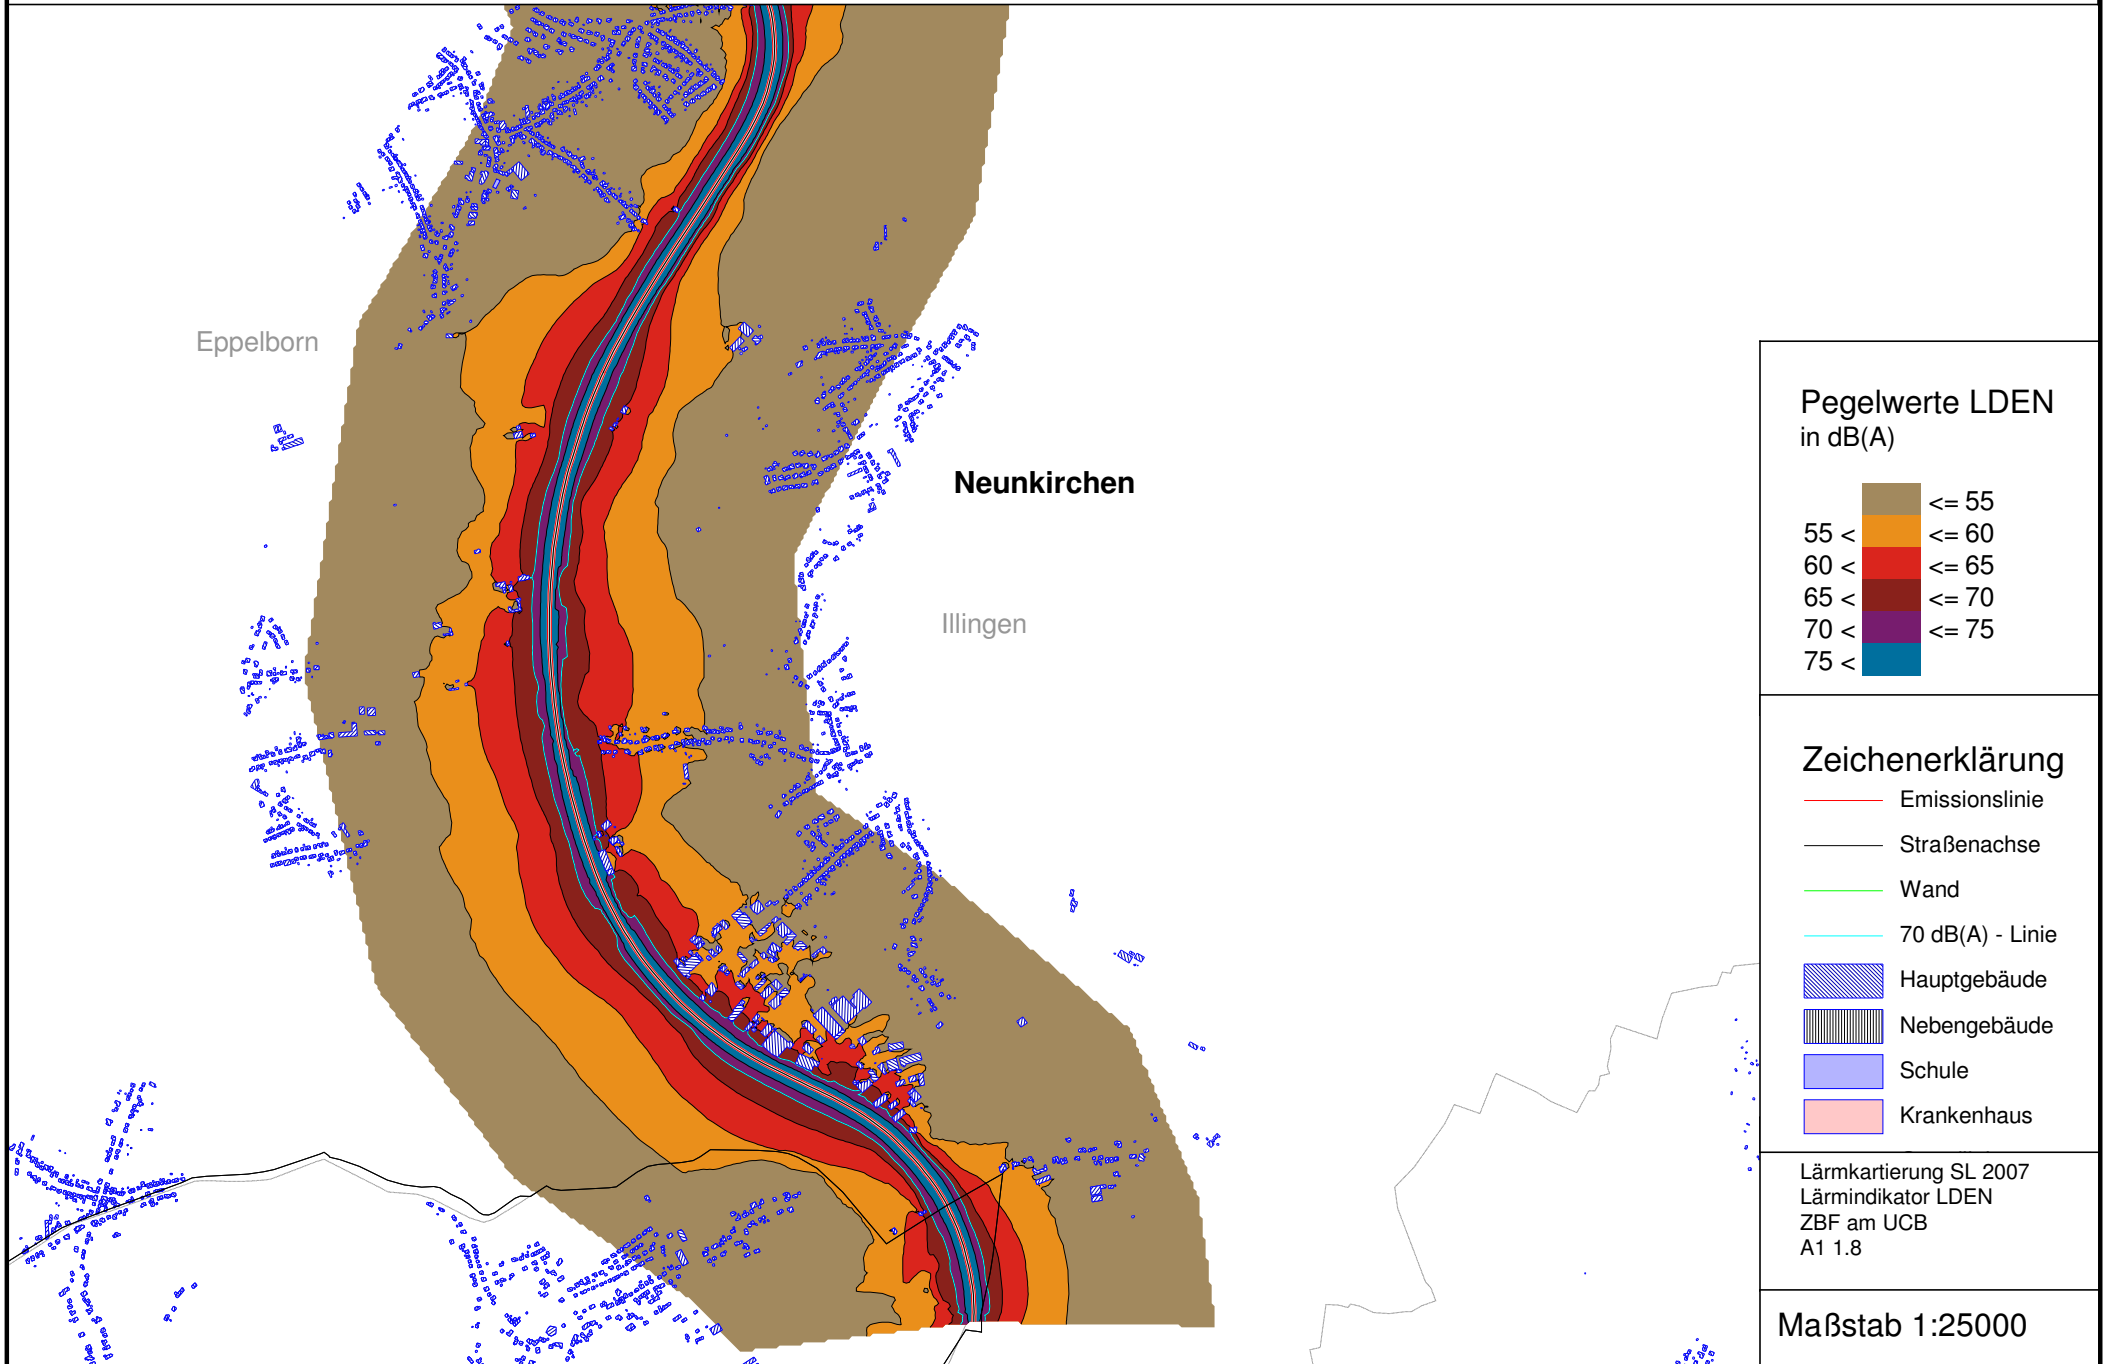 Eppelborn
Neunkirchen
Illingen
Pegelwerte LDEN
in dB(A)
<= 55
55 < <= 60
60 < <= 65
65 < <= 70
70 < <= 75
75 <
Zeichenerklärung
Emissionslinie
Straßenachse
Wand
70 dB(A) - Linie
Hauptgebäude
Nebengebäude
Schule
Krankenhaus
Lärmkartierung SL 2007
Lärmindikator LDEN
ZBF am UCB
A1 1.8
Maßstab 1:25000